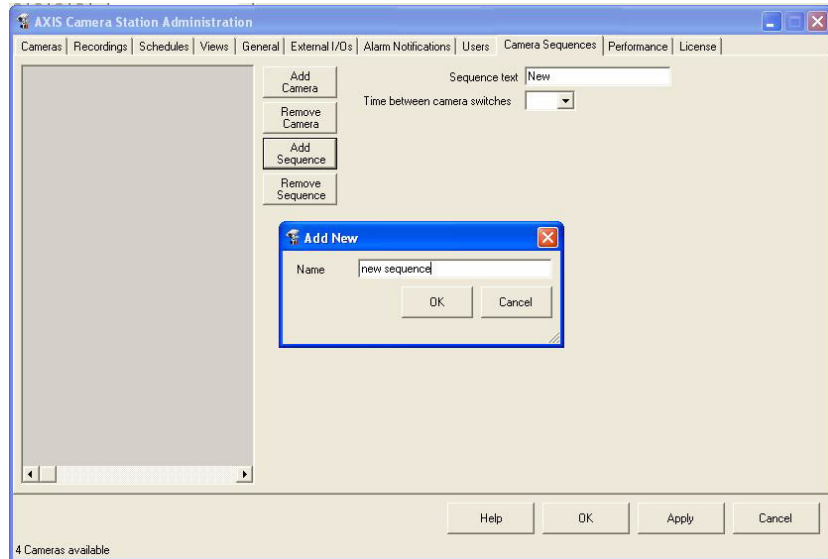 AXIS Camera Station Administration
Cameras Recordings Schedules Views General External I/Os Alarm Notifications Users Camera Sequences Performance License
Add
Camera
Sequence text New
Time between camera switches
Remove
Camera
Add
Sequence
Remove
Sequence
Add New
Name new sequence
OK Cancel
Help OK Apply Cancel
4 Cameras available